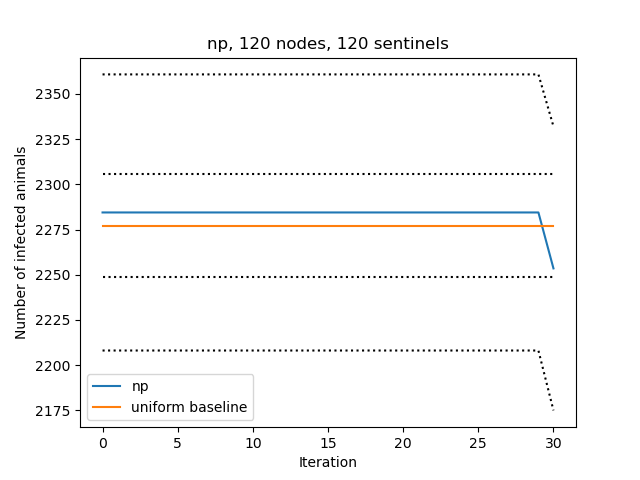 np, 120 nodes, 120 sentinels
Number of infected animals
2350
2325
2300
2275
2250
2225
2200
2175
np
uniform baseline
0 5 10 15 20 25 30
Iteration